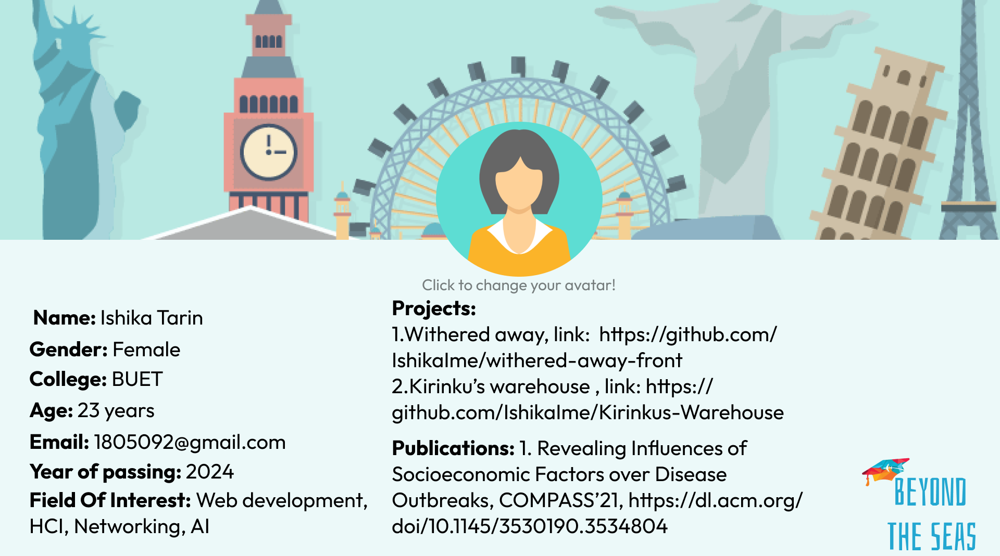 Click to change your avatar!
Name: Ishika Tarin
Gender: Female
College: BUET
Age: 23 years
Email: 1805092@gmail.com
Year of passing: 2024
Field Of Interest: Web development,
HCI, Networking, AI
Projects:
1.Withered away, link:  https://github.com/
IshikaIme/withered-away-front
2.Kirinku’s warehouse , link: https://
github.com/IshikaIme/Kirinkus-Warehouse
Publications: 1. Revealing Influences of
Socioeconomic Factors over Disease
Outbreaks, COMPASS’21, https://dl.acm.org/
doi/10.1145/3530190.3534804
BEYOND
THE SEAS